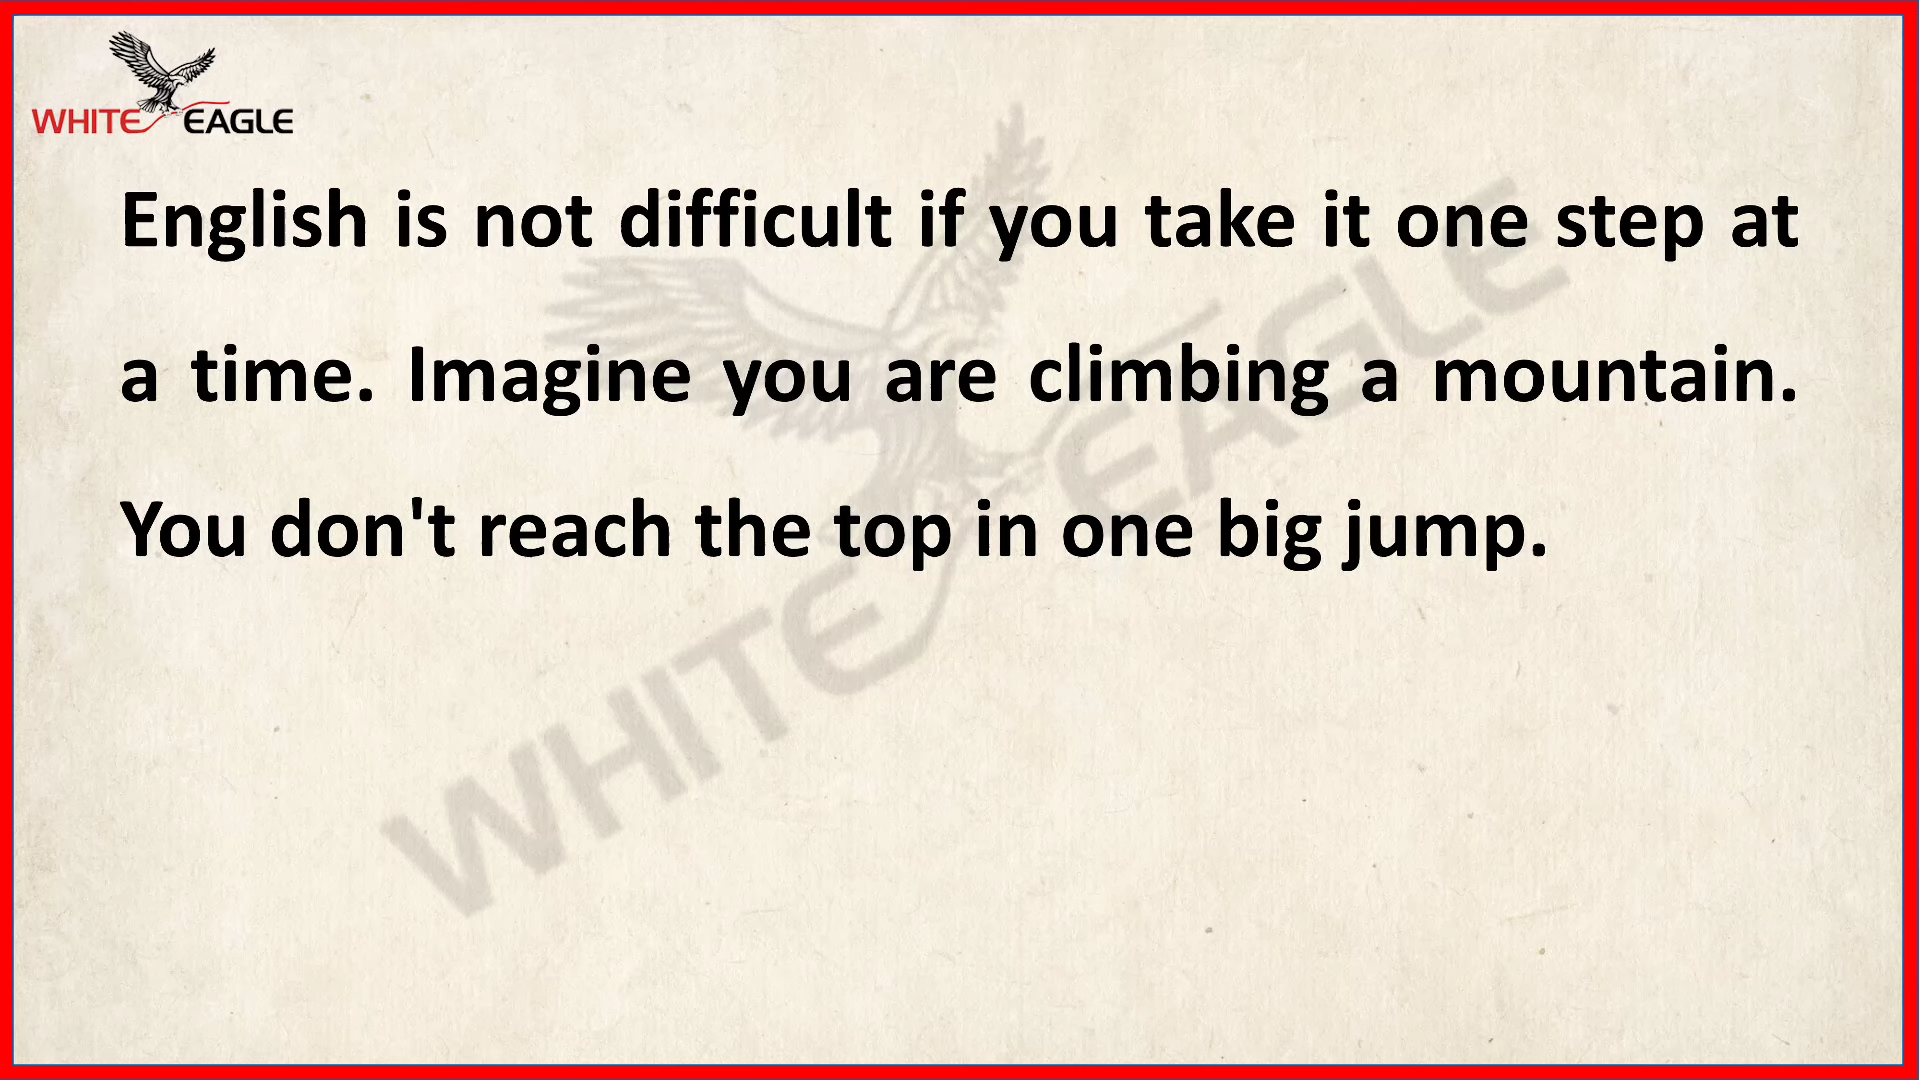 WHITE EAGLE
English is not difficult if you take it one step at
a time. Imagine you are climbing a mountain.
You don't reach the top in one big jump.
WHITE EAGLE